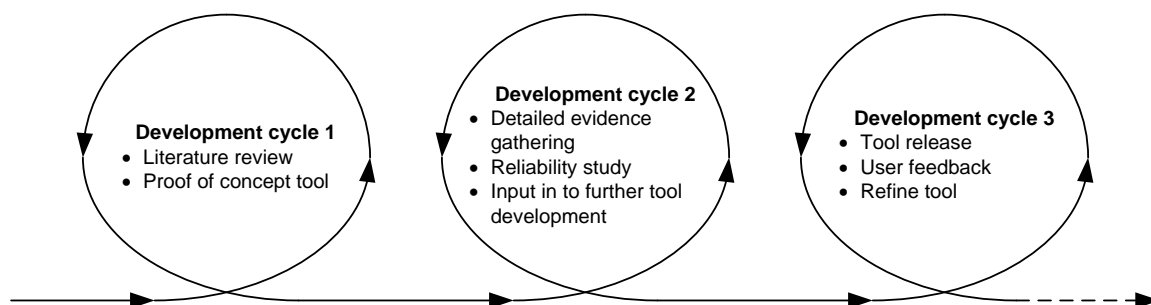 Development cycle 1
• Literature review
• Proof of concept tool
Development cycle 2
• Detailed evidence
gathering
• Reliability study
• Input in to further tool
development
Development cycle 3
• Tool release
• User feedback
• Refine tool